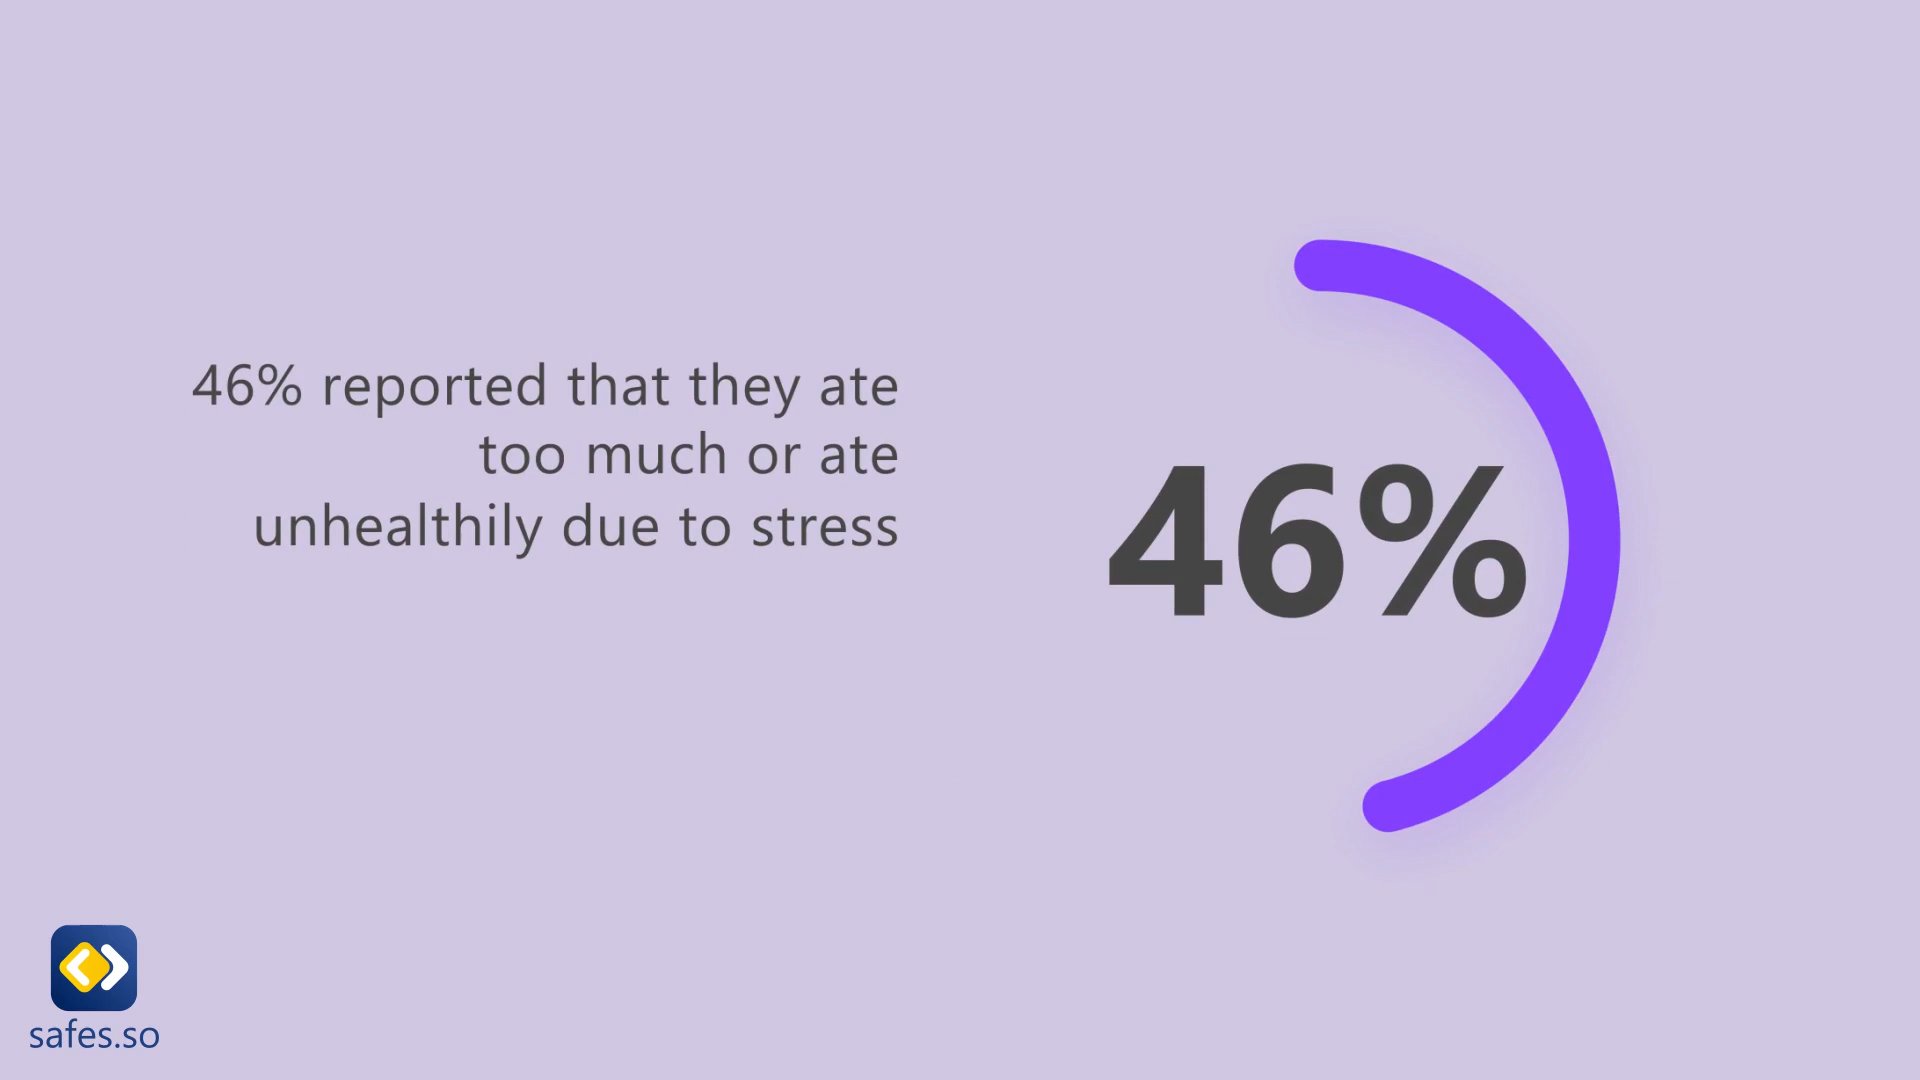 46% reported that they ate
too much or ate
unhealthily due to stress
46%
safes.so